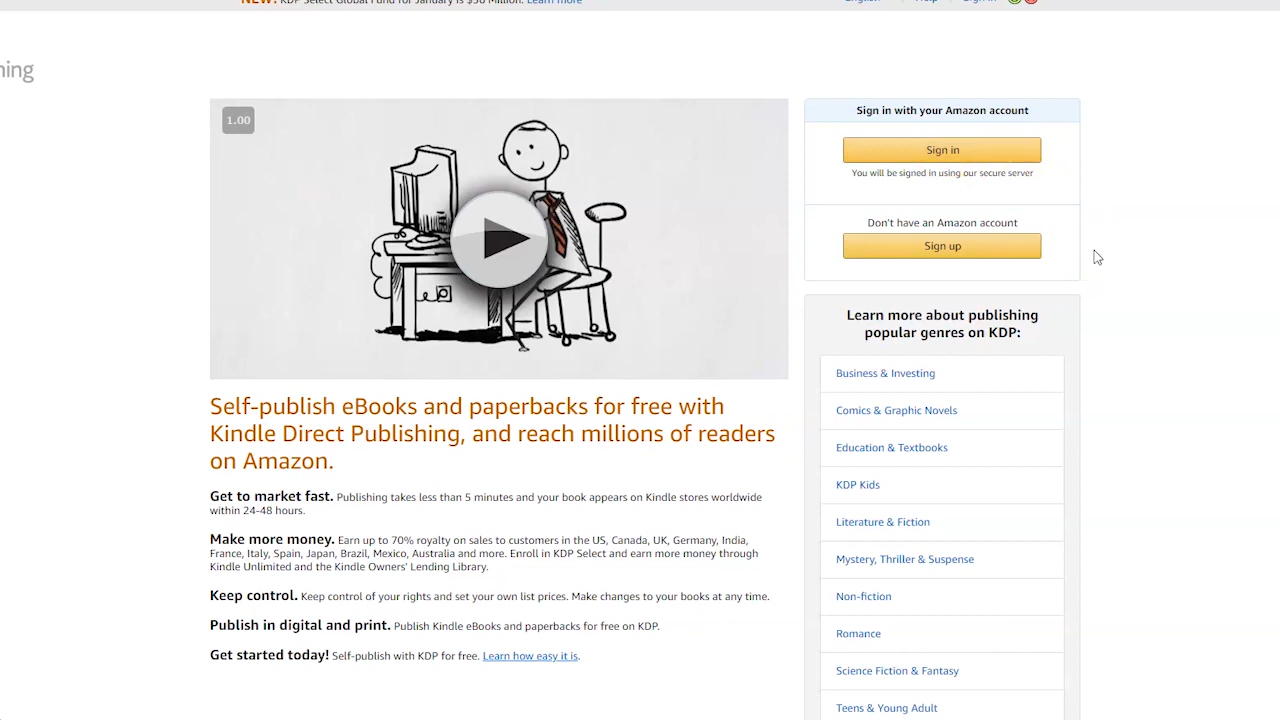 NEW! KDP Select Global Fund for January is $58 Million. Learn more
English Help Sign in
ning
1.00
Sign in with your Amazon account
Sign in
You will be signed in using our secure server
Don't have an Amazon account
Sign up
Self-publish eBooks and paperbacks for free with
Kindle Direct Publishing, and reach millions of readers
on Amazon.
Get to market fast. Publishing takes less than 5 minutes and your book appears on Kindle stores worldwide
within 24-48 hours.
Make more money. Earn up to 70% royalty on sales to customers in the US, Canada, UK, Germany, India,
France, Italy, Spain, Japan, Brazil, Mexico, Australia and more. Enroll in KDP Select and earn more money through
Kindle Unlimited and the Kindle Owners' Lending Library.
Keep control. Keep control of your rights and set your own list prices. Make changes to your books at any time.
Publish in digital and print. Publish Kindle eBooks and paperbacks for free on KDP.
Get started today! Self-publish with KDP for free. Learn how easy it is.
Learn more about publishing
popular genres on KDP:
Business & Investing
Comics & Graphic Novels
Education & Textbooks
KDP Kids
Literature & Fiction
Mystery, Thriller & Suspense
Non-fiction
Romance
Science Fiction & Fantasy
Teens & Young Adult